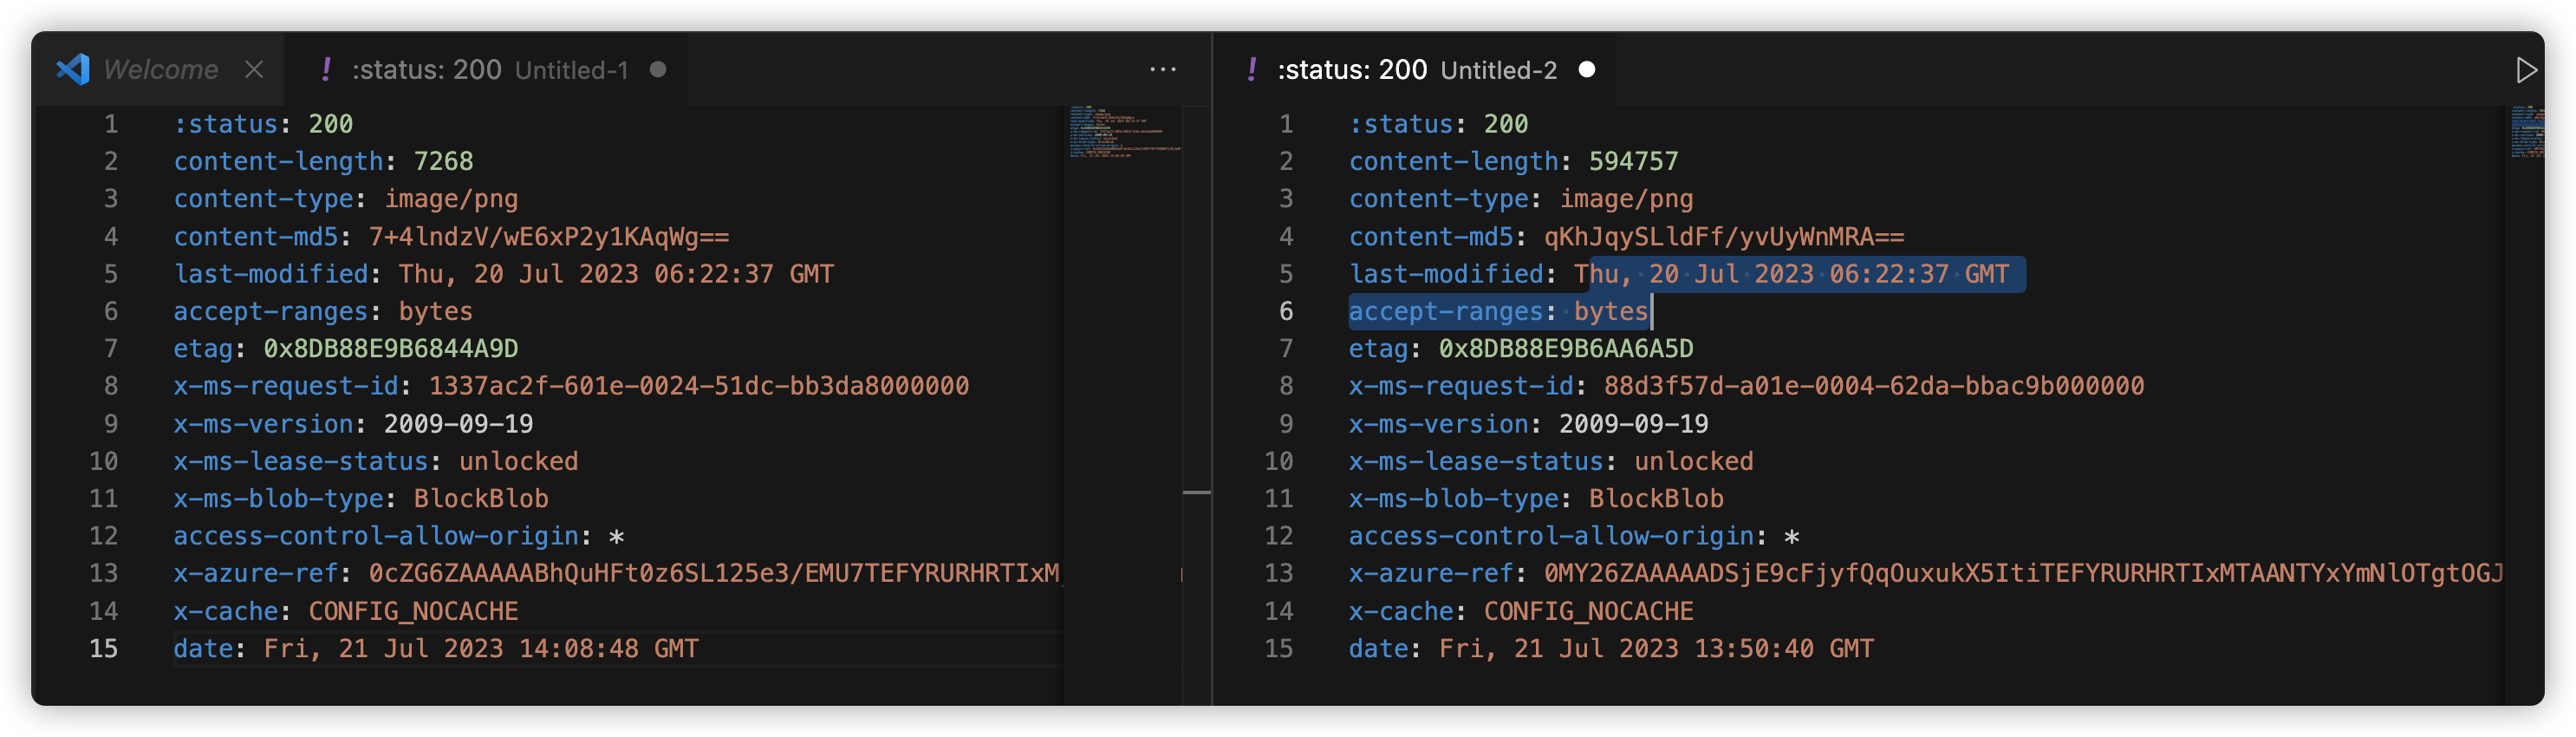 Welcome
:status: 200 Untitled-1
1 :status: 200
2 content-length: 7268
3 content-type: image/png
4 content-md5: 7+4lndzV/wE6xP2y1KAqWg==
5 last-modified: Thu, 20 Jul 2023 06:22:37 GMT
6 accept-ranges: bytes
7 etag: 0x8DB88E9B6844A9D
8 x-ms-request-id: 1337ac2f-601e-0024-51dc-bb3da8000000
9 x-ms-version: 2009-09-19
10 x-ms-lease-status: unlocked
11 x-ms-blob-type: BlockBlob
12 access-control-allow-origin: *
13 x-azure-ref: 0cZG6ZAAAAABhQuHFt0z6SL125e3/EMU7TEFYRURHRTIxM
14 x-cache: CONFIG_NOCACHE
15 date: Fri, 21 Jul 2023 14:08:48 GMT
:status: 200 Untitled-2
1 :status: 200
2 content-length: 594757
3 content-type: image/png
4 content-md5: qKhJqySLldFf/yvUyWnMRA==
5 last-modified: Thu, 20 Jul 2023 06:22:37 GMT
6 accept-ranges: bytes
7 etag: 0x8DB88E9B6AA6A5D
8 x-ms-request-id: 88d3f57d-a01e-0004-62da-bbac9b000000
9 x-ms-version: 2009-09-19
10 x-ms-lease-status: unlocked
11 x-ms-blob-type: BlockBlob
12 access-control-allow-origin: *
13 x-azure-ref: 0MY26ZAAAAADSjE9cFjyfQqOuxukX5ItiTEFYRURHRTIxMTAANTYxYmNlOTgtOGJ
14 x-cache: CONFIG_NOCACHE
15 date: Fri, 21 Jul 2023 13:50:40 GMT